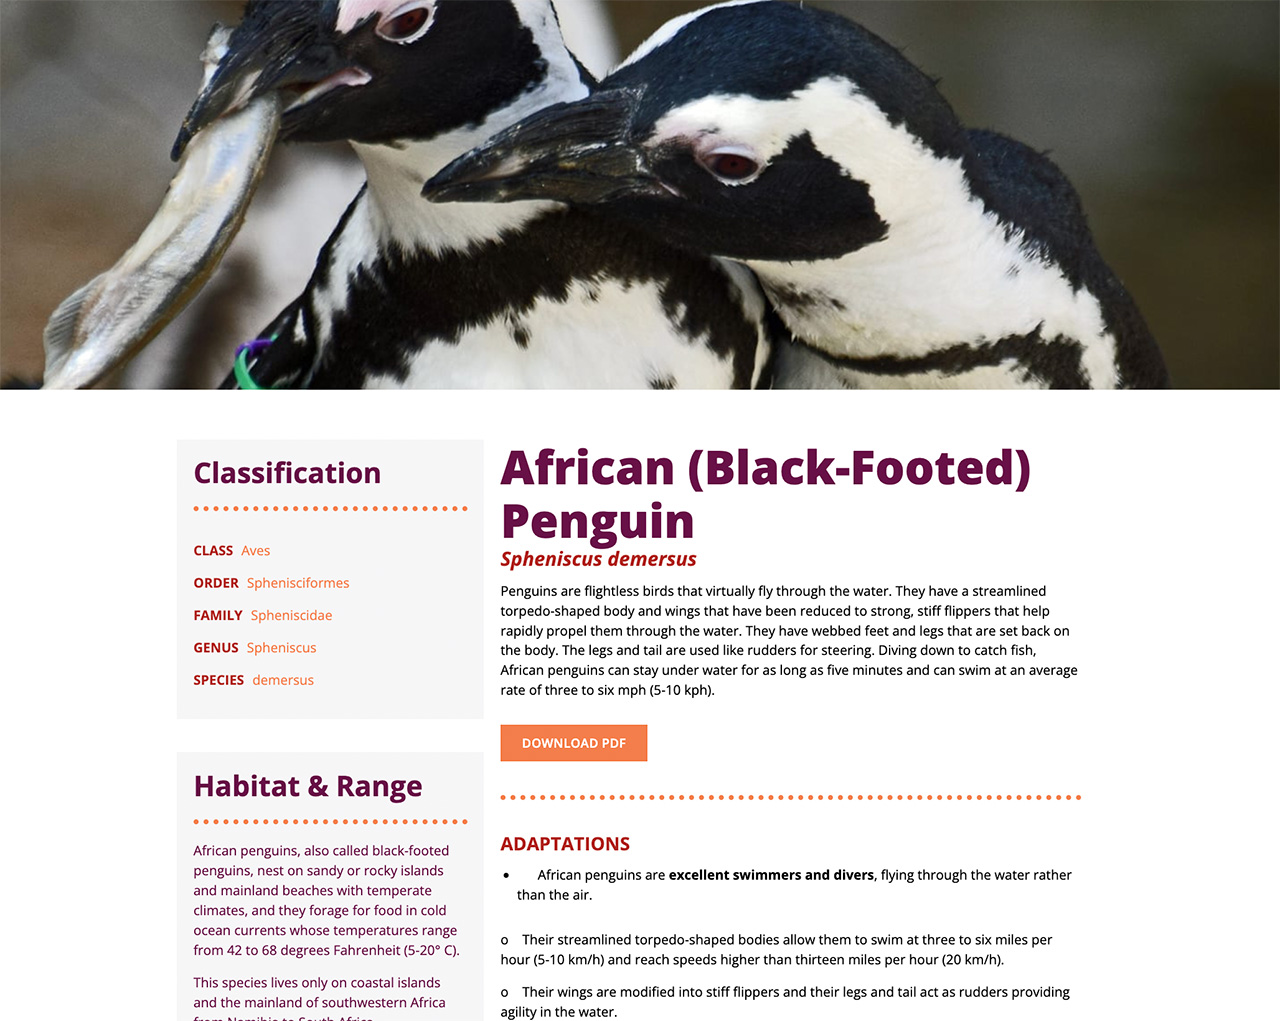 Classification
CLASS Aves
ORDER Sphenisciformes
FAMILY Spheniscidae
GENUS Spheniscus
SPECIES demersus
Habitat & Range
African penguins, also called black-footed
penguins, nest on sandy or rocky islands
and mainland beaches with temperate
climates, and they forage for food in cold
ocean currents whose temperatures range
from 42 to 68 degrees Fahrenheit (5-20° C).
This species lives only on coastal islands
and the mainland of southwestern Africa
from Namibia to South Africa.
African (Black-Footed)
Penguin
Spheniscus demersus
Penguins are flightless birds that virtually fly through the water. They have a streamlined
torpedo-shaped body and wings that have been reduced to strong, stiff flippers that help
rapidly propel them through the water. They have webbed feet and legs that are set back on
the body. The legs and tail are used like rudders for steering. Diving down to catch fish,
African penguins can stay under water for as long as five minutes and can swim at an average
rate of three to six mph (5-10 kph).
DOWNLOAD PDF
ADAPTATIONS
• African penguins are excellent swimmers and divers, flying through the water rather
than the air.
o Their streamlined torpedo-shaped bodies allow them to swim at three to six miles per
hour (5-10 km/h) and reach speeds higher than thirteen miles per hour (20 km/h).
o Their wings are modified into stiff flippers and their legs and tail act as rudders providing
agility in the water.